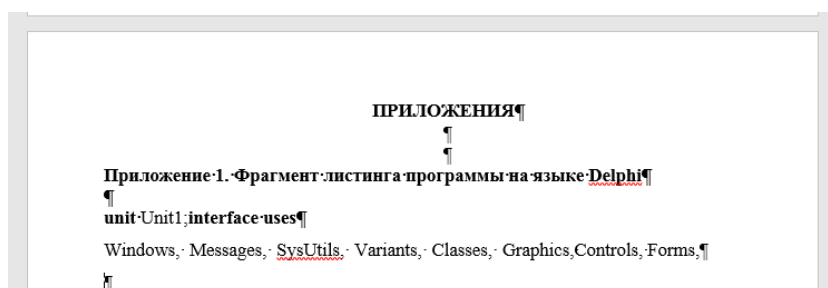 ПРИЛОЖЕНИЯ¶
¶
¶
Приложение·1.·Фрагмент·листинга·программы·на·языке·Delphi¶
¶
unit·Unit1;interface·uses¶
Windows,· Messages,· SysUtils,· Variants,· Classes,· Graphics,Controls,·Forms,¶
¶